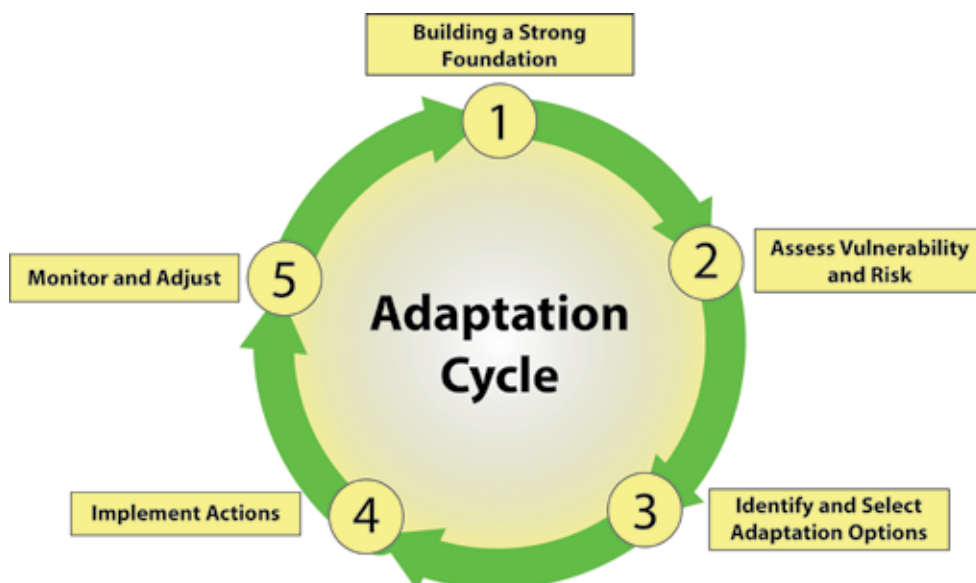 Building a Strong
Foundation
1
2
Assess Vulnerability
and Risk
Monitor and Adjust
5
Adaptation
Cycle
Implement Actions
4
3
Identify and Select
Adaptation Options